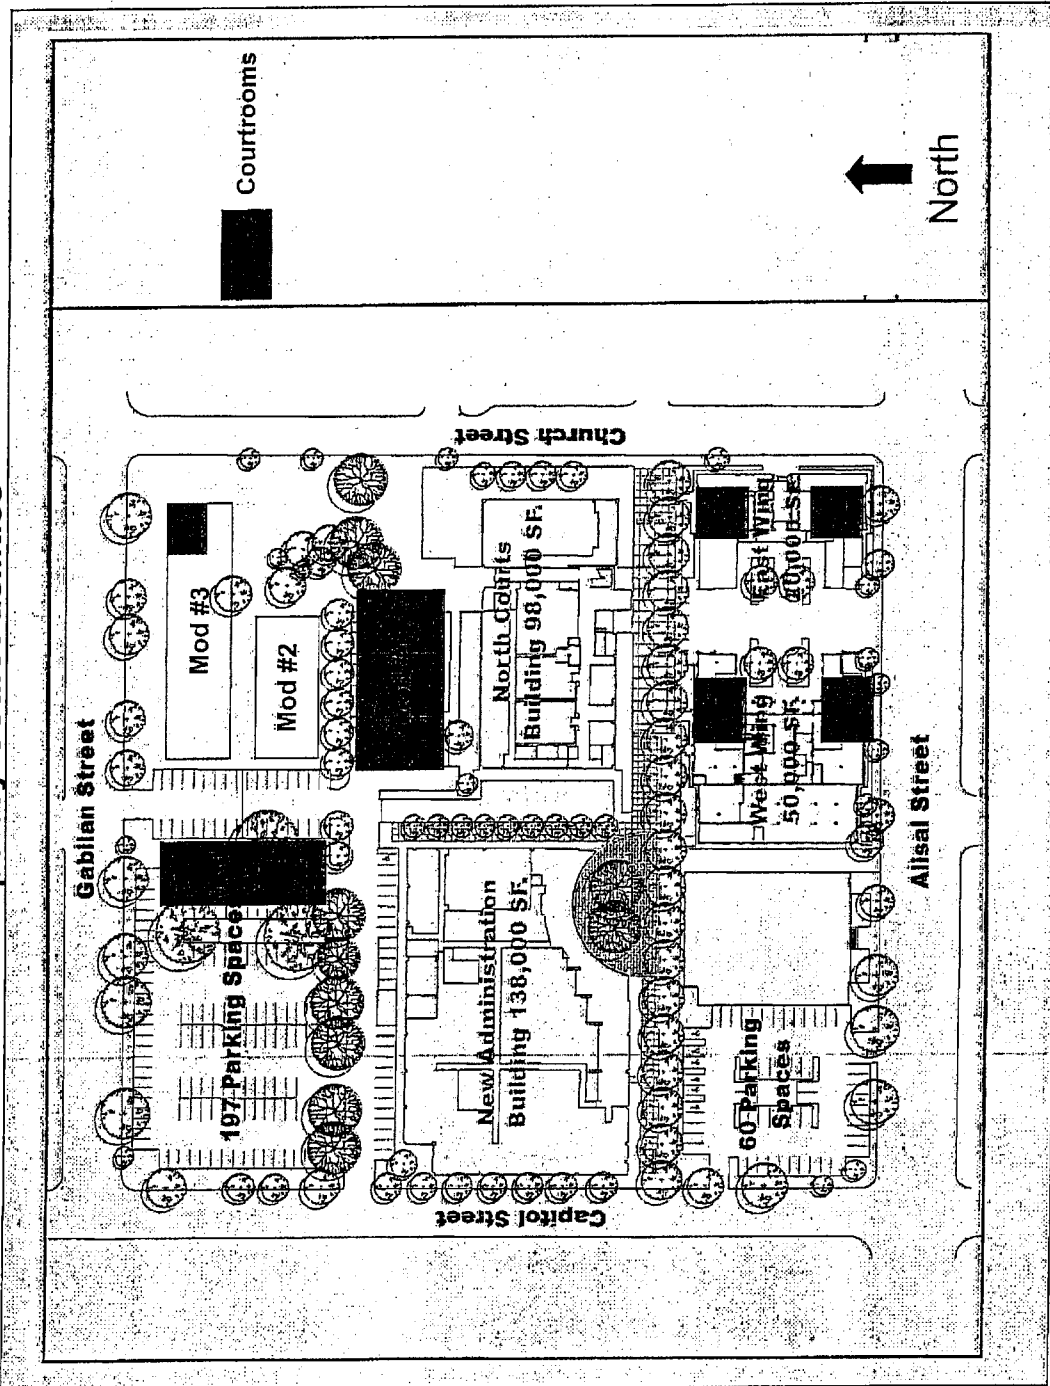 Gabilan Street
197 Parking Spaces
Mod #3
Mod #2
Courtrooms
Capitol Street
New Administration
Building 138,000 SF.
North Courts
Building 98,000 SF.
Church Street
60 Parking
Spaces
West Wing
50,000 SF.
East Wing
Alisal Street
North